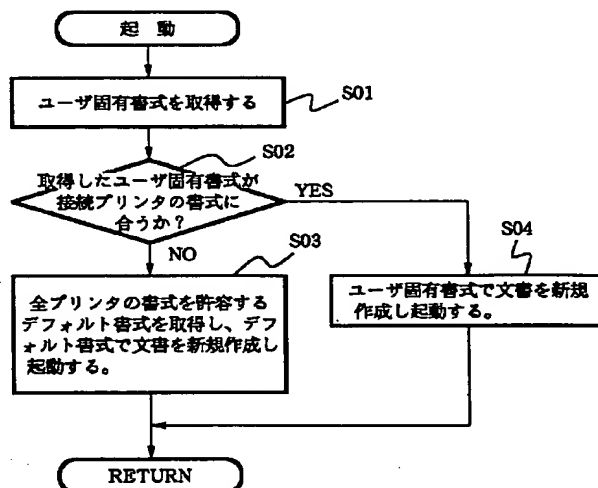 起 動
ユーザ固有書式を取得する
S01
S02
取得したユーザ固有書式が
接続プリンタの書式に
合うか？
YES
NO
S03
S04
全プリンタの書式を許容する
デフォルト書式を取得し、デフ
ォルト書式で文書を新規作成し
起動する。
ユーザ固有書式で文書を新規
作成し起動する。
RETURN